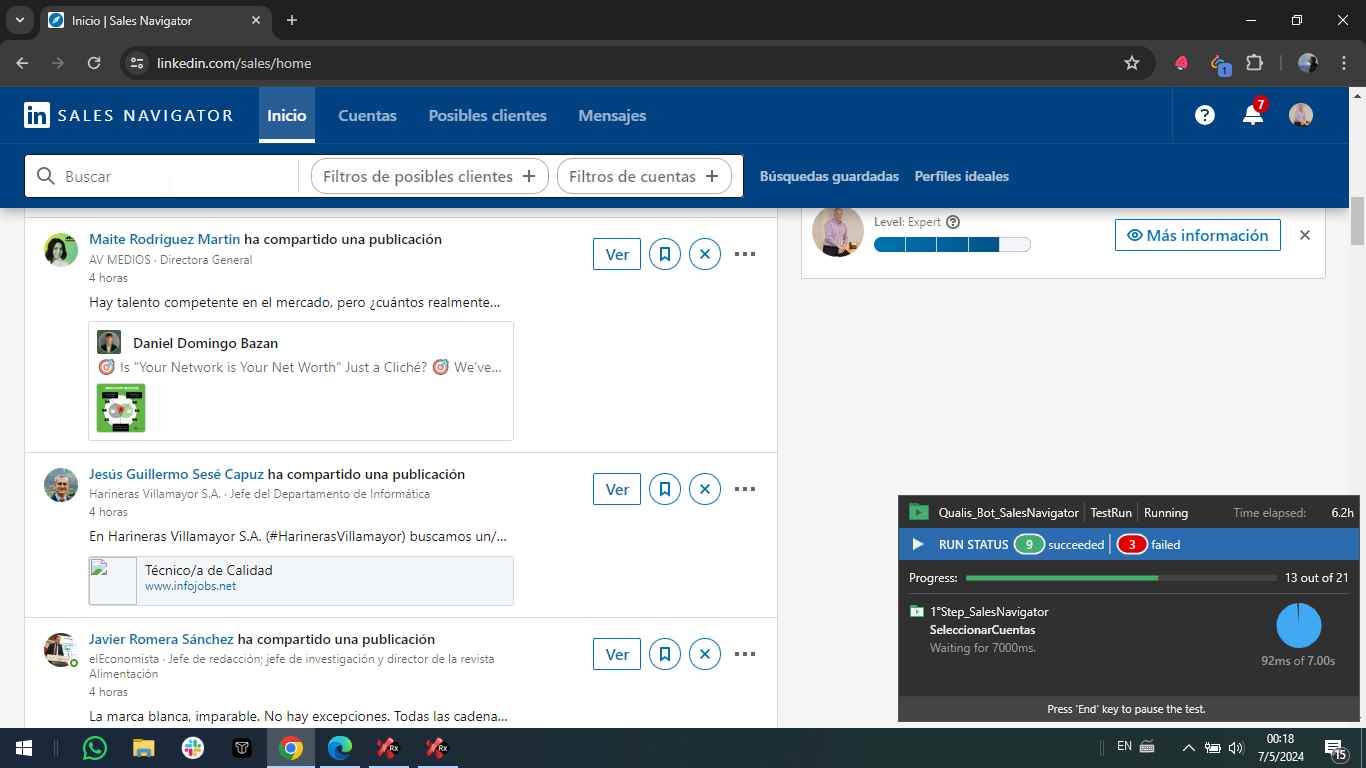 Inicio | Sales Navigator
linkedin.com/sales/home
1
in SALES NAVIGATOR
Inicio
Cuentas
Posibles clientes
Mensajes
7
Buscar
Filtros de posibles clientes +
Filtros de cuentas +
Búsquedas guardadas
Perfiles ideales
Maite Rodriguez Martin ha compartido una publicación
AV MEDIOS · Directora General
4 horas
Ver
Hay talento competente en el mercado, pero ¿cuántos realmente...
Daniel Domingo Bazan
🎯 Is "Your Network is Your Net Worth" Just a Cliché? 🎯 We've...
Jesús Guillermo Sesé Capuz ha compartido una publicación
Harineras Villamayor S.A. · Jefe del Departamento de Informática
4 horas
Ver
En Harineras Villamayor S.A. (#HarinerasVillamayor) buscamos un/...
Técnico/a de Calidad
www.infojobs.net
Javier Romera Sánchez ha compartido una publicación
elEconomista · Jefe de redacción; jefe de investigación y director de la revista
Alimentación
4 horas
Ver
La marca blanca, imparable. No hay excepciones. Todas las cadena...
Level: Expert
Más información
Qualis_Bot_SalesNavigator | TestRun | Running
Time elapsed: 6.2h
RUN STATUS 9 succeeded | 3 failed
Progress: 13 out of 21
1°Step_SalesNavigator
SeleccionarCuentas
Waiting for 7000ms.
92ms of 7.00s
Press 'End' key to pause the test.
Rx
Rx
EN
00:18
7/5/2024
15